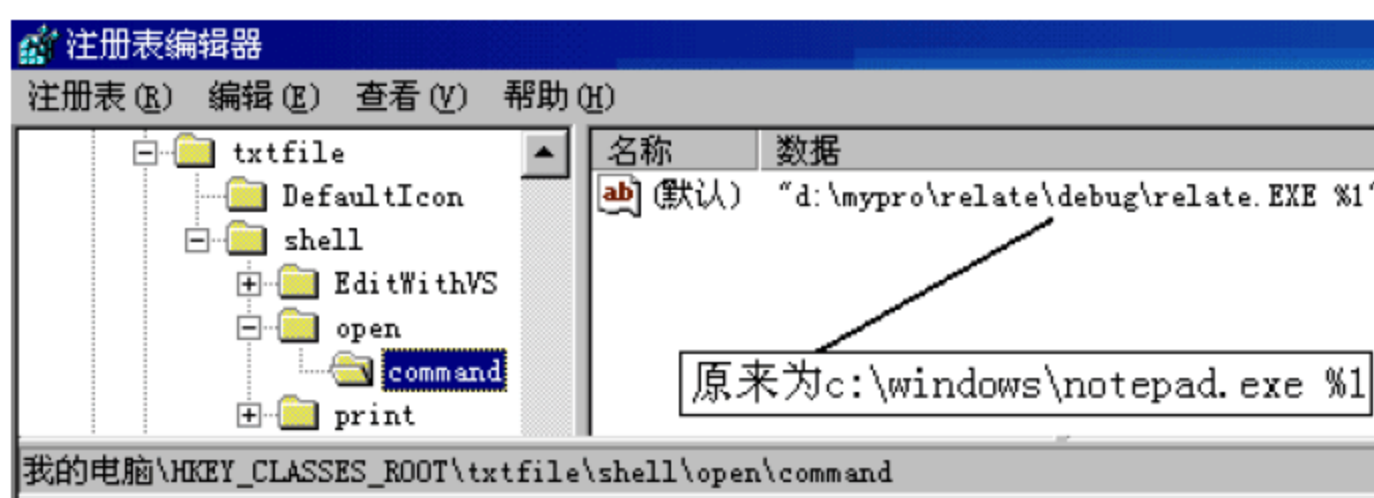 注册表编辑器
注册表(R) 编辑(E) 查看(V) 帮助(H)
txtfile
DefaultIcon
shell
EditWithVS
open
command
print
名称 数据
ab (默认) "d:\mypro\relate\debug\relate.EXE %1"
原来为c:\windows\notepad.exe %1
我的电脑\HKEY_CLASSES_ROOT\txtfile\shell\open\command